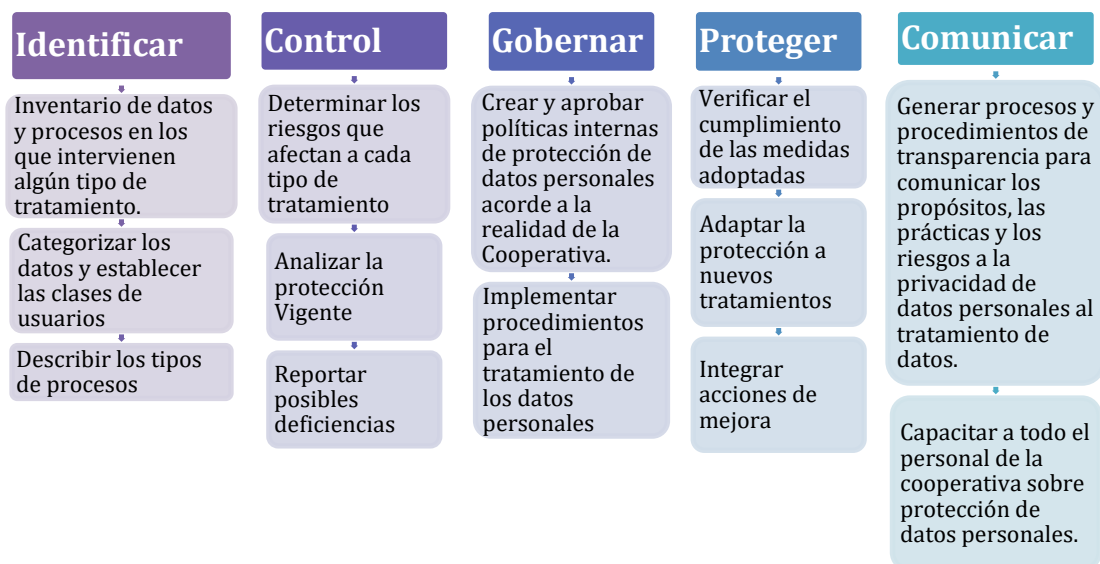 Identificar
Inventario de datos
y procesos en los
que intervienen
algún tipo de
tratamiento.
Categorizar los
datos y establecer
las clases de
usuarios
Describir los tipos
de procesos
Control
Determinar los
riesgos que
afectan a cada
tipo de
tratamiento
Analizar la
protección
Vigente
Reportar
posibles
deficiencias
Gobernar
Crear y aprobar
políticas internas
de protección de
datos personales
acorde a la
realidad de la
Cooperativa.
Implementar
procedimientos
para el
tratamiento de
los datos
personales
Proteger
Verificar el
cumplimiento
de las medidas
adoptadas
Adaptar la
protección a
nuevos
tratamientos
Integrar
acciones de
mejora
Comunicar
Generar procesos y
procedimientos de
transparencia para
comunicar los
propósitos, las
prácticas y los
riesgos a la
privacidad de
datos personales al
tratamiento de
datos.
Capacitar a todo el
personal de la
cooperativa sobre
protección de
datos personales.